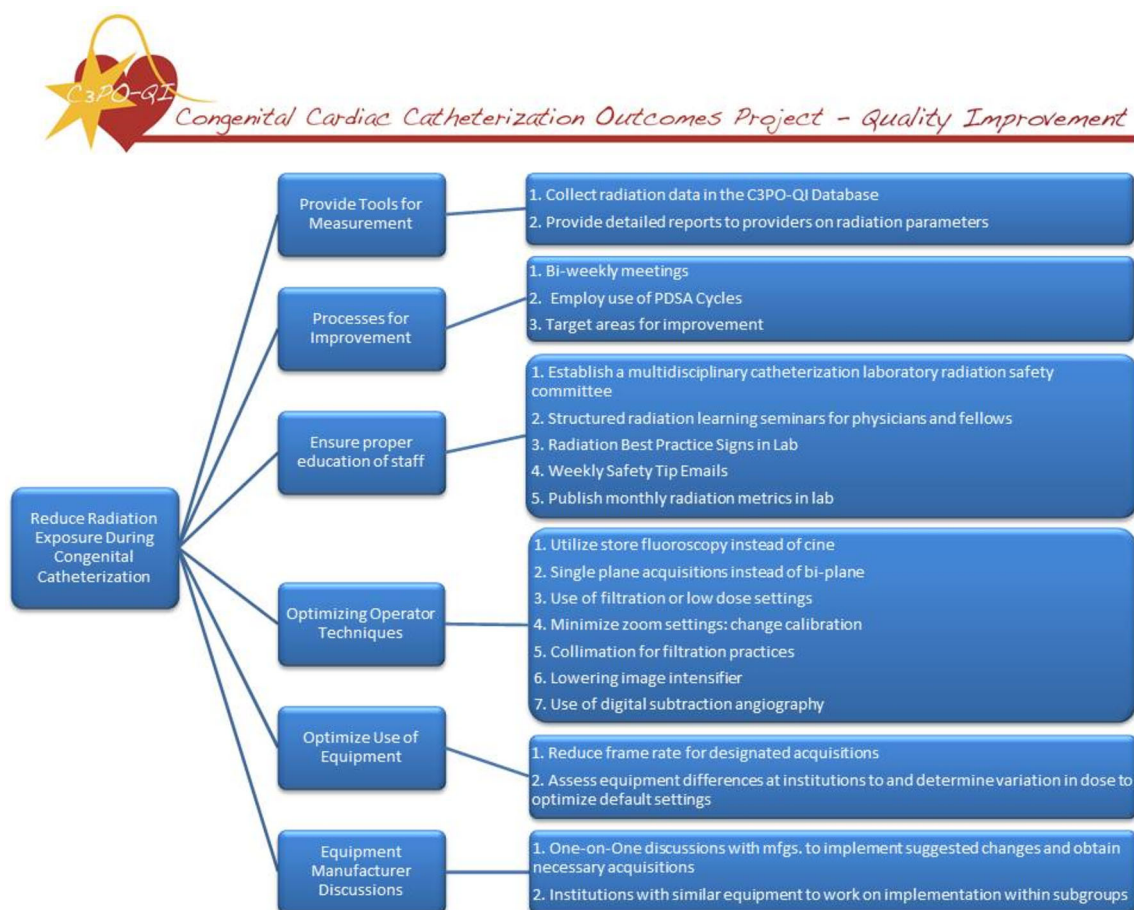 C3PO-QI
Congenital Cardiac Catheterization Outcomes Project - Quality Improvement
Reduce Radiation
Exposure During
Congenital
Catheterization
Provide Tools for
Measurement
1. Collect radiation data in the C3PO-QI Database
2. Provide detailed reports to providers on radiation parameters
Processes for
Improvement
1. Bi-weekly meetings
2. Employ use of PDSA Cycles
3. Target areas for improvement
Ensure proper
education of staff
1. Establish a multidisciplinary catheterization laboratory radiation safety
committee
2. Structured radiation learning seminars for physicians and fellows
3. Radiation Best Practice Signs in Lab
4. Weekly Safety Tip Emails
5. Publish monthly radiation metrics in lab
Optimizing Operator
Techniques
1. Utilize store fluoroscopy instead of cine
2. Single plane acquisitions instead of bi-plane
3. Use of filtration or low dose settings
4. Minimize zoom settings: change calibration
5. Collimation for filtration practices
6. Lowering image intensifier
7. Use of digital subtraction angiography
Optimize Use of
Equipment
1. Reduce frame rate for designated acquisitions
2. Assess equipment differences at institutions to and determine variation in dose to
optimize default settings
Equipment
Manufacturer
Discussions
1. One-on-One discussions with mfgs. to implement suggested changes and obtain
necessary acquisitions
2. Institutions with similar equipment to work on implementation within subgroups